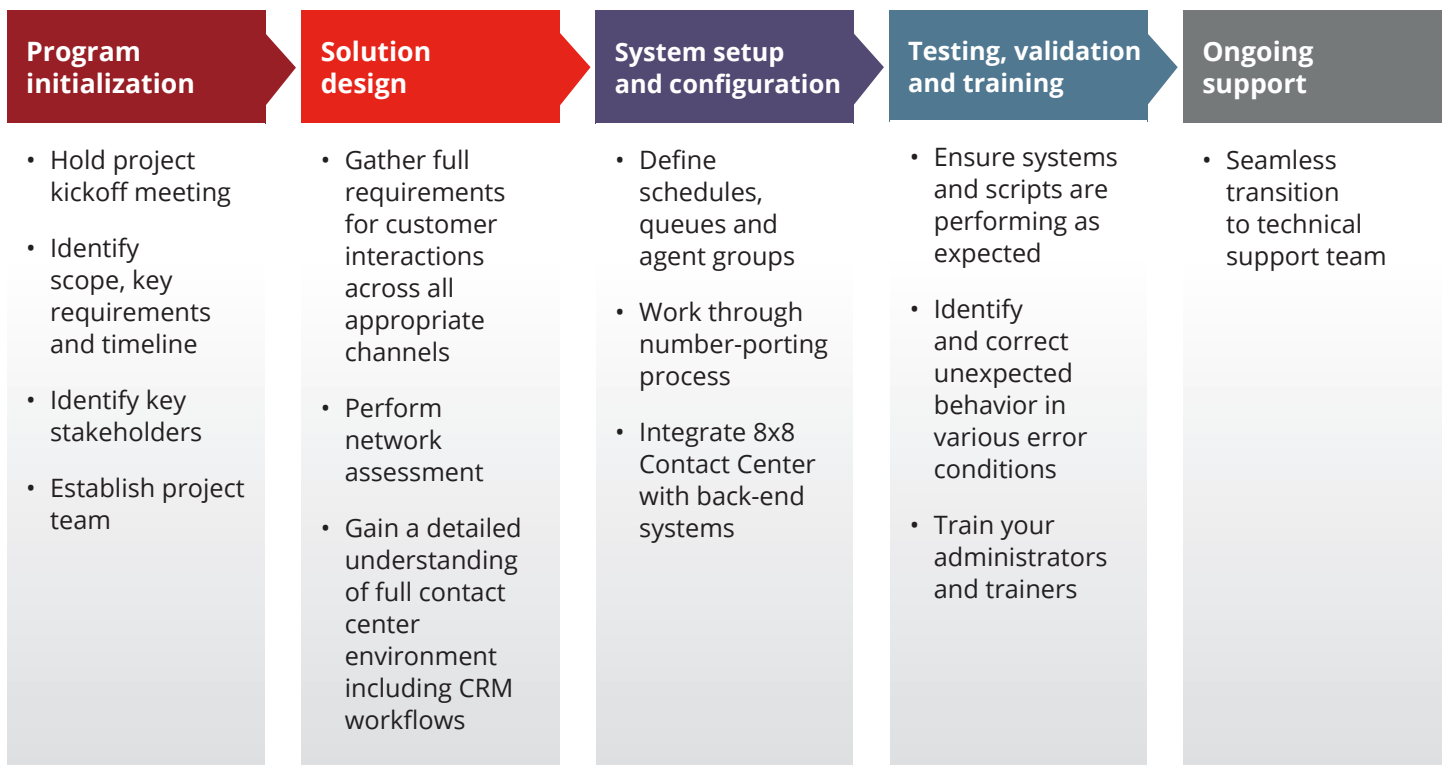 Program
initialization
• Hold project
kickoff meeting
• Identify
scope, key
requirements
and timeline
• Identify key
stakeholders
• Establish project
team
Solution
design
• Gather full
requirements
for customer
interactions
across all
appropriate
channels
• Perform
network
assessment
• Gain a detailed
understanding
of full contact
center
environment
including CRM
workflows
System setup
and configuration
• Define
schedules,
queues and
agent groups
• Work through
number-porting
process
• Integrate 8x8
Contact Center
with back-end
systems
Testing, validation
and training
• Ensure systems
and scripts are
performing as
expected
• Identify
and correct
unexpected
behavior in
various error
conditions
• Train your
administrators
and trainers
Ongoing
support
• Seamless
transition
to technical
support team